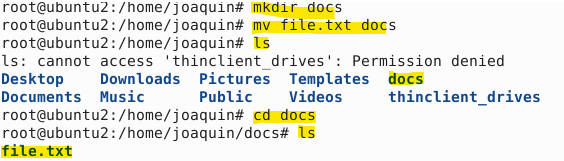 root@ubuntu2:/home/joaquin# mkdir docs
root@ubuntu2:/home/joaquin# mv file.txt docs
root@ubuntu2:/home/joaquin# ls
ls: cannot access 'thinclient_drives': Permission denied
Desktop    Downloads  Pictures  Templates  docs
Documents  Music      Public    Videos     thinclient_drives
root@ubuntu2:/home/joaquin# cd docs
root@ubuntu2:/home/joaquin/docs# ls
file.txt